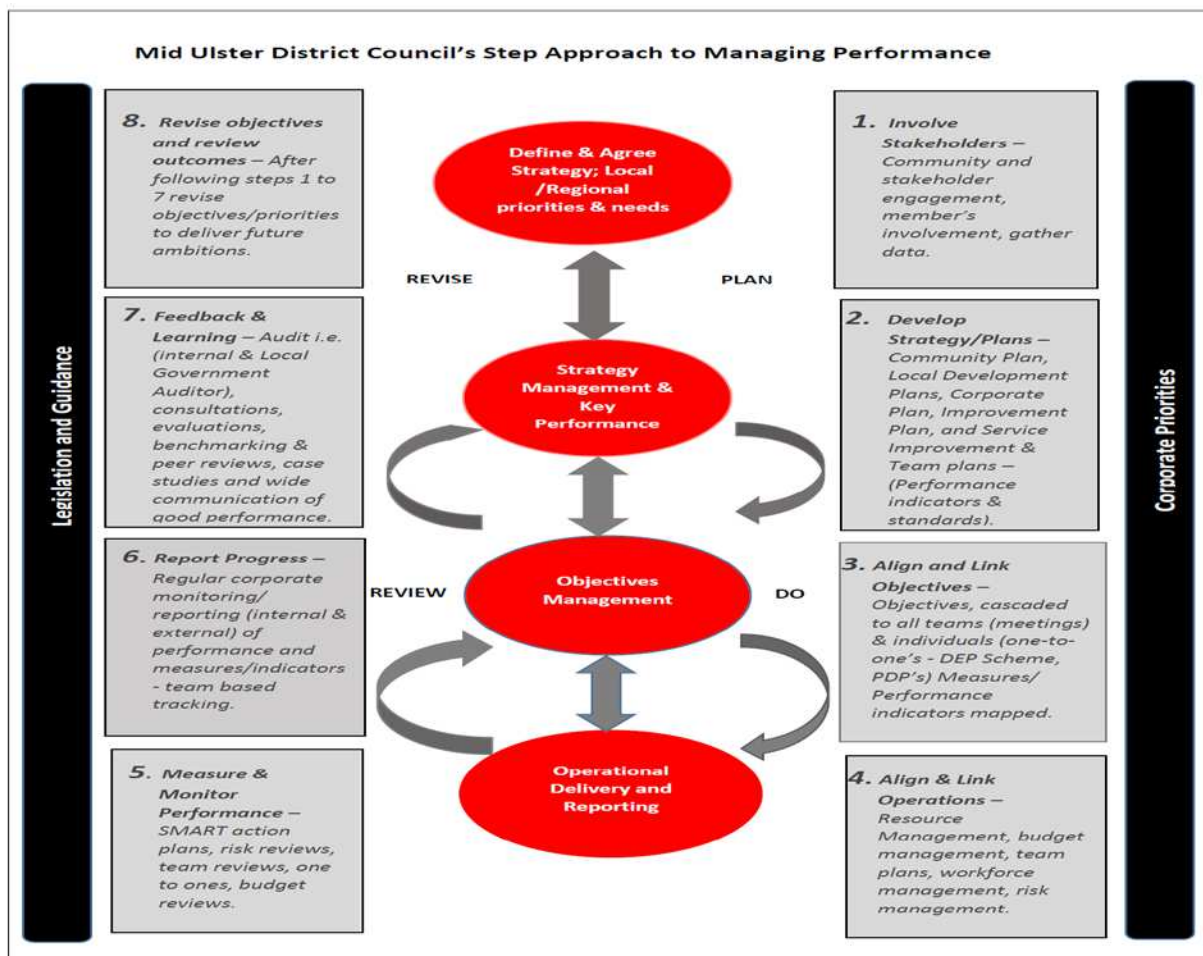 Mid Ulster District Council's Step Approach to Managing Performance
Legislation and Guidance
8. Revise objectives
and review
outcomes – After
following steps 1 to
7 revise
objectives/priorities
to deliver future
ambitions.
7. Feedback &
Learning – Audit i.e.
(internal & Local
Government
Auditor),
consultations,
evaluations,
benchmarking &
peer reviews, case
studies and wide
communication of
good performance.
6. Report Progress –
Regular corporate
monitoring/
reporting (internal &
external) of
performance and
measures/indicators
- team based
tracking.
5. Measure &
Monitor
Performance –
SMART action
plans, risk reviews,
team reviews, one
to ones, budget
reviews.
Define & Agree
Strategy; Local
/Regional
priorities & needs
REVISE
PLAN
Strategy
Management &
Key
Performance
REVIEW
Objectives
Management
DO
Operational
Delivery and
Reporting
1. Involve
Stakeholders –
Community and
stakeholder
engagement,
member's
involvement, gather
data.
2. Develop
Strategy/Plans –
Community Plan,
Local Development
Plans, Corporate
Plan, Improvement
Plan, and Service
Improvement &
Team plans –
(Performance
indicators &
standards).
3. Align and Link
Objectives –
Objectives, cascaded
to all teams (meetings)
& individuals (one-to-
one's - DEP Scheme,
PDP's) Measures/
Performance
indicators mapped.
4. Align & Link
Operations –
Resource
Management, budget
management, team
plans, workforce
management, risk
management.
Corporate Priorities